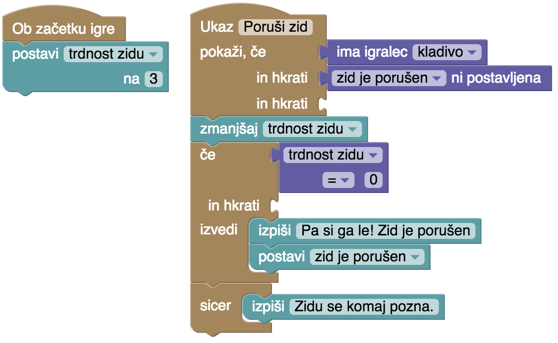 Ob začetku igre
postavi trdnost zidu
na 3
Ukaz Poruši zid
pokaži, če ima igralec kladivo
in hkrati zid je porušen ni postavljena
in hkrati
zmanjšaj trdnost zidu
če trdnost zidu
= 0
in hkrati
izvedi izpiši Pa si ga le! Zid je porušen
postavi zid je porušen
sicer izpiši Zidu se komaj pozna.